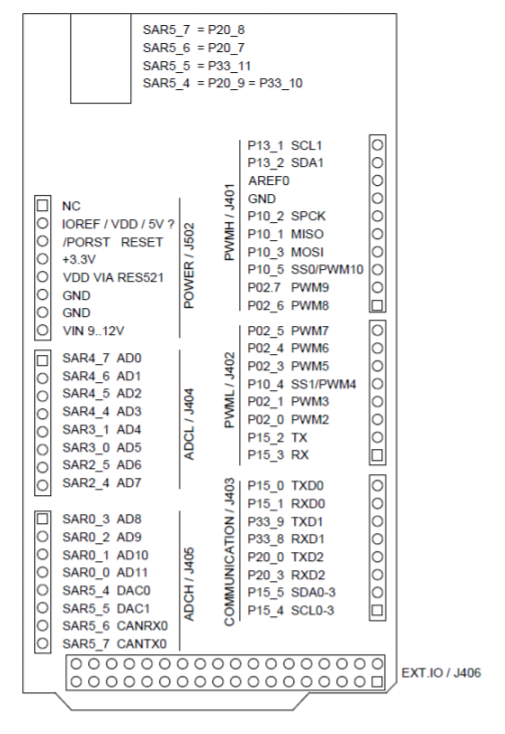 SAR5_7 = P20_8
SAR5_6 = P20_7
SAR5_5 = P33_11
SAR5_4 = P20_9 = P33_10
NC
IOREF / VDD / 5V ?
/PORST RESET
+3.3V
VDD VIA RES521
GND
GND
VIN 9..12V
POWER / J502
SAR4_7 AD0
SAR4_6 AD1
SAR4_5 AD2
SAR4_4 AD3
SAR3_1 AD4
SAR3_0 AD5
SAR2_5 AD6
SAR2_4 AD7
ADCL / J404
SAR0_3 AD8
SAR0_2 AD9
SAR0_1 AD10
SAR0_0 AD11
SAR5_4 DAC0
SAR5_5 DAC1
SAR5_6 CANRX0
SAR5_7 CANTX0
ADCH / J405
PWMH / J401
P13_1 SCL1
P13_2 SDA1
AREF0
GND
P10_2 SPCK
P10_1 MISO
P10_3 MOSI
P10_5 SS0/PWM10
P02.7 PWM9
P02_6 PWM8
PWML / J402
P02_5 PWM7
P02_4 PWM6
P02_3 PWM5
P10_4 SS1/PWM4
P02_1 PWM3
P02_0 PWM2
P15_2 TX
P15_3 RX
COMMUNICATION / J403
P15_0 TXD0
P15_1 RXD0
P33_9 TXD1
P33_8 RXD1
P20_0 TXD2
P20_3 RXD2
P15_5 SDA0-3
P15_4 SCL0-3
EXT.IO / J406